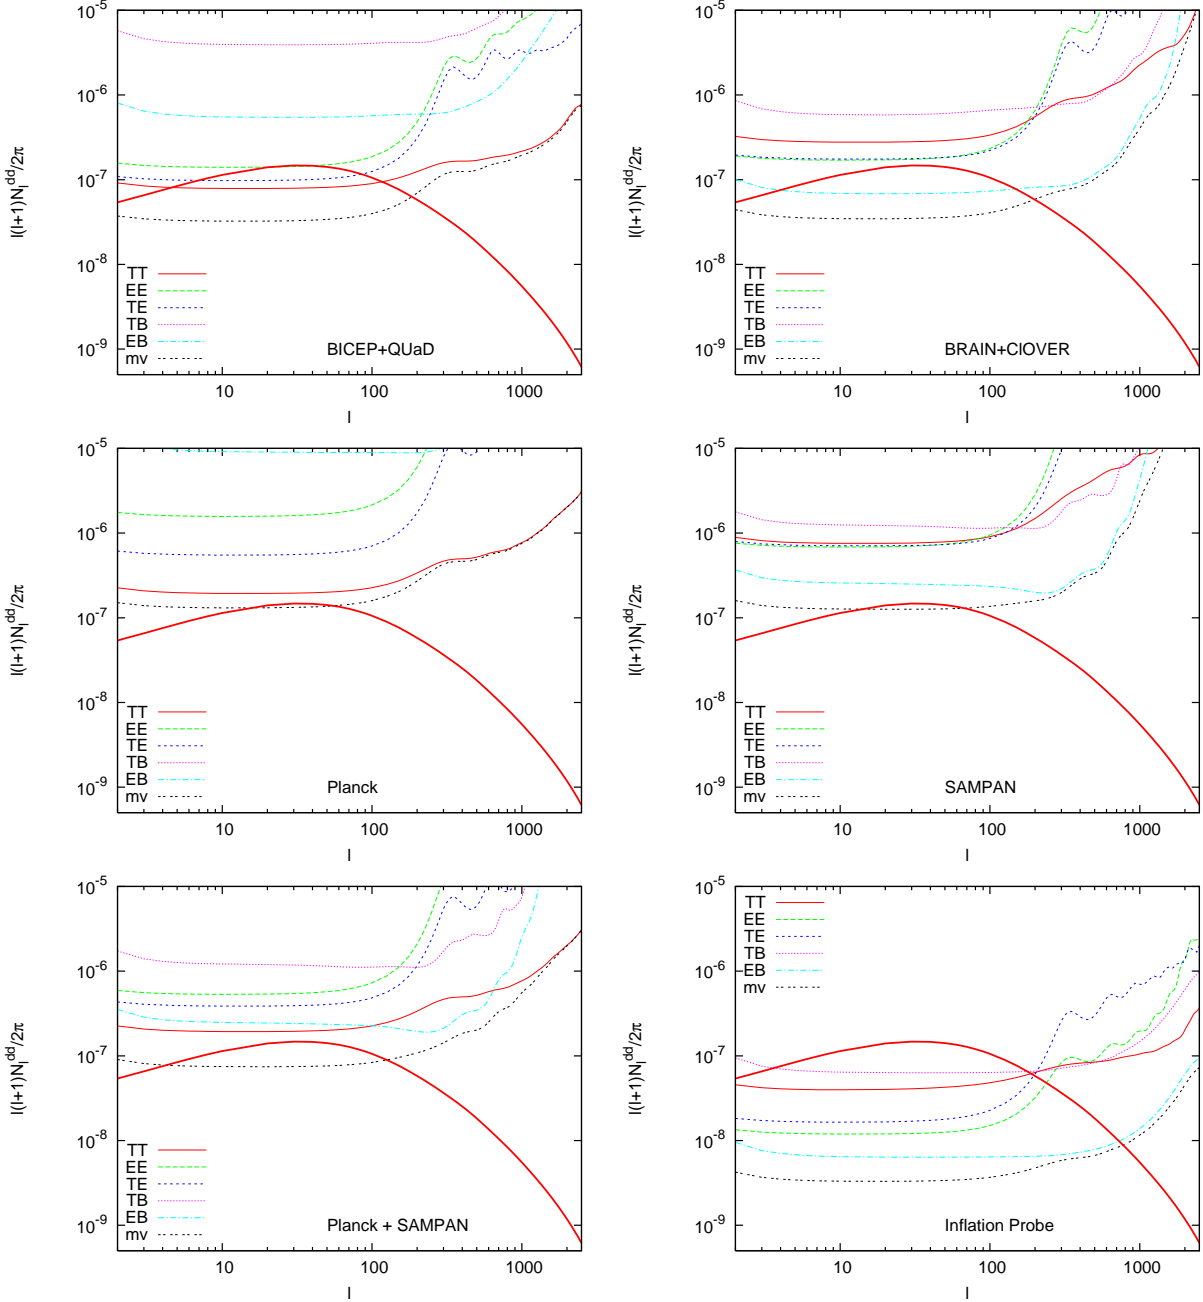 l(l+1)N_l^dd/2π
10^-5
10^-6
10^-7
10^-8
10^-9
TT
EE
TE
TB
EB
mv
BICEP+QUaD
10
100
1000
l
l(l+1)N_l^dd/2π
10^-5
10^-6
10^-7
10^-8
10^-9
TT
EE
TE
TB
EB
mv
BRAIN+ClOVER
10
100
1000
l
l(l+1)N_l^dd/2π
10^-5
10^-6
10^-7
10^-8
10^-9
TT
EE
TE
TB
EB
mv
Planck
10
100
1000
l
l(l+1)N_l^dd/2π
10^-5
10^-6
10^-7
10^-8
10^-9
TT
EE
TE
TB
EB
mv
SAMPAN
10
100
1000
l
l(l+1)N_l^dd/2π
10^-5
10^-6
10^-7
10^-8
10^-9
TT
EE
TE
TB
EB
mv
Planck + SAMPAN
10
100
1000
l
l(l+1)N_l^dd/2π
10^-5
10^-6
10^-7
10^-8
10^-9
TT
EE
TE
TB
EB
mv
Inflation Probe
10
100
1000
l